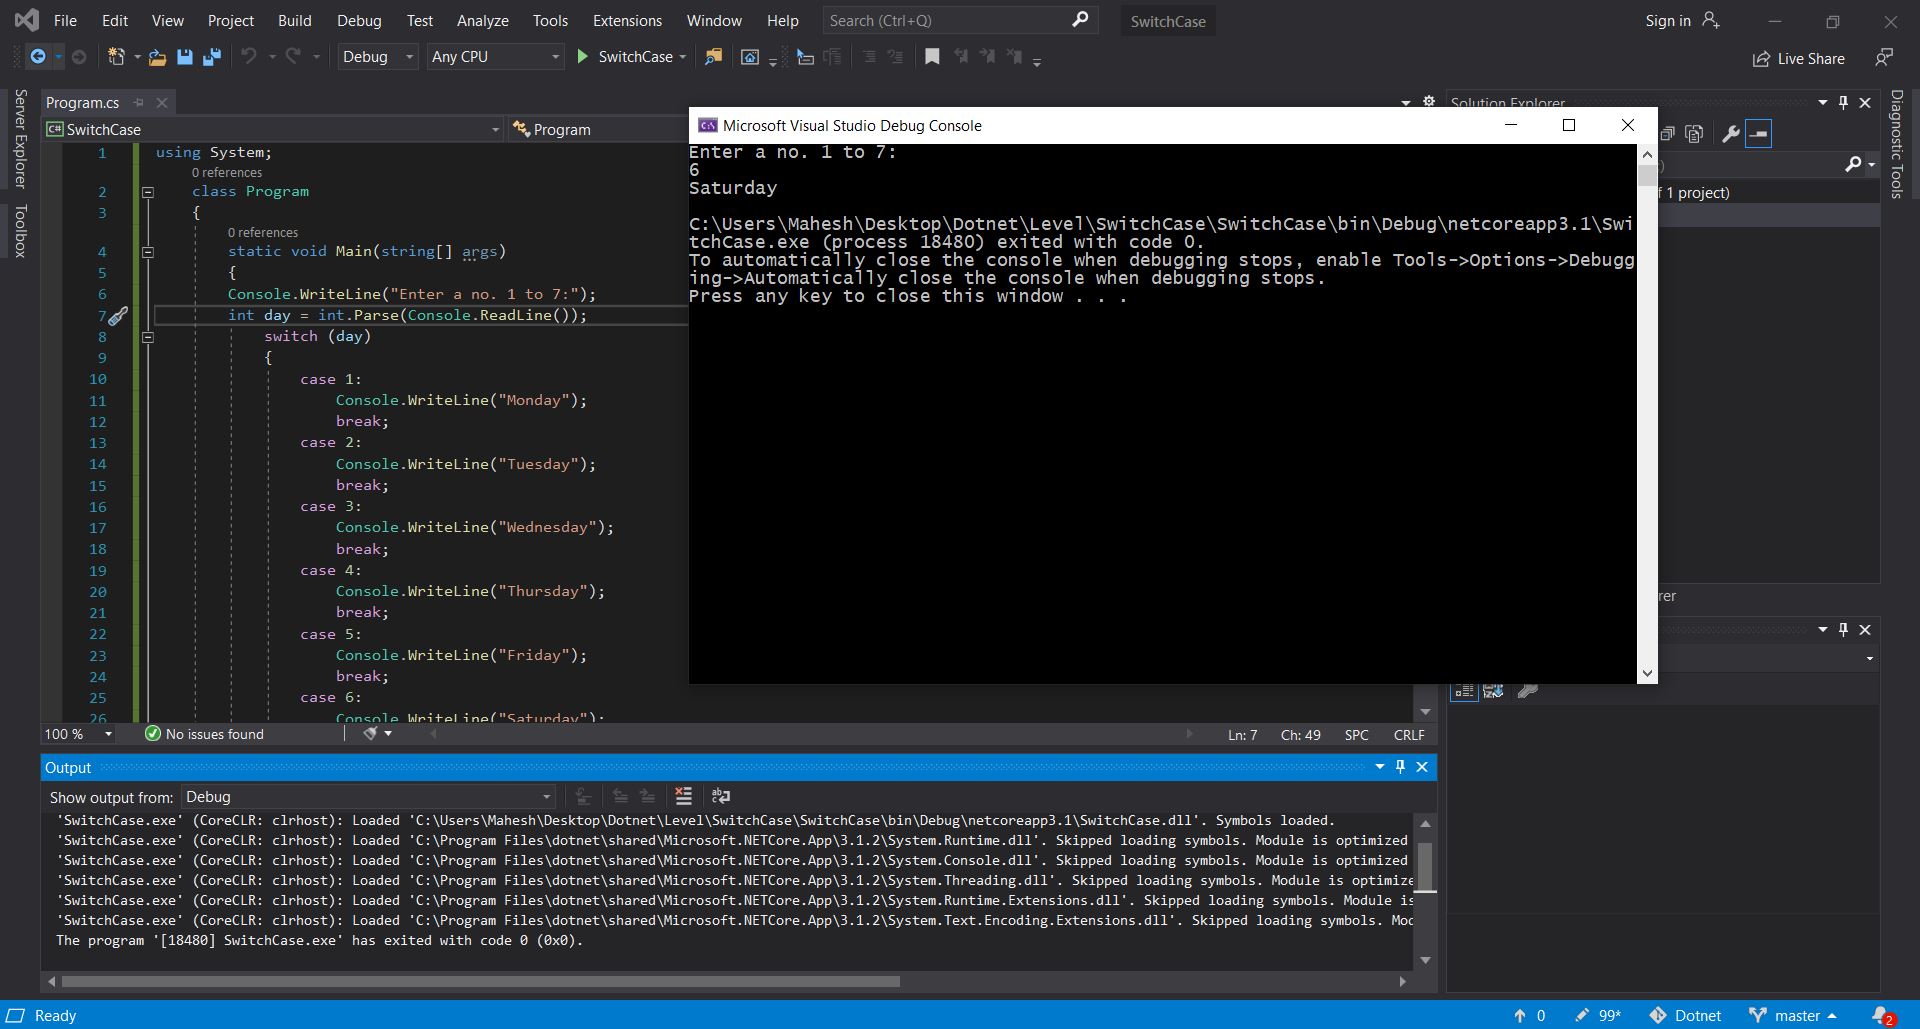 File Edit View Project Build Debug Test Analyze Tools Extensions Window Help Search (Ctrl+Q) SwitchCase Sign in
Debug Any CPU SwitchCase Live Share
Server Explorer
Toolbox
Program.cs
SwitchCase Program
1 using System;
0 references
2 class Program
3 {
0 references
4 static void Main(string[] args)
5 {
6 Console.WriteLine("Enter a no. 1 to 7:");
7 int day = int.Parse(Console.ReadLine());
8 switch (day)
9 {
10 case 1:
11 Console.WriteLine("Monday");
12 break;
13 case 2:
14 Console.WriteLine("Tuesday");
15 break;
16 case 3:
17 Console.WriteLine("Wednesday");
18 break;
19 case 4:
20 Console.WriteLine("Thursday");
21 break;
22 case 5:
23 Console.WriteLine("Friday");
24 break;
25 case 6:
26 Console.WriteLine("Saturday");
Microsoft Visual Studio Debug Console
Enter a no. 1 to 7:
6
Saturday
C:\Users\Mahesh\Desktop\Dotnet\Level\SwitchCase\SwitchCase\bin\Debug\netcoreapp3.1\Swi
tchCase.exe (process 18480) exited with code 0.
To automatically close the console when debugging stops, enable Tools->Options->Debugg
ing->Automatically close the console when debugging stops.
Press any key to close this window . . .
Solution Explorer
f 1 project)
rer
Diagnostic Tools
100 % No issues found Ln: 7 Ch: 49 SPC CRLF
Output
Show output from: Debug
'SwitchCase.exe' (CoreCLR: clrhost): Loaded 'C:\Users\Mahesh\Desktop\Dotnet\Level\SwitchCase\SwitchCase\bin\Debug\netcoreapp3.1\SwitchCase.dll'. Symbols loaded.
'SwitchCase.exe' (CoreCLR: clrhost): Loaded 'C:\Program Files\dotnet\shared\Microsoft.NETCore.App\3.1.2\System.Runtime.dll'. Skipped loading symbols. Module is optimized
'SwitchCase.exe' (CoreCLR: clrhost): Loaded 'C:\Program Files\dotnet\shared\Microsoft.NETCore.App\3.1.2\System.Console.dll'. Skipped loading symbols. Module is optimized
'SwitchCase.exe' (CoreCLR: clrhost): Loaded 'C:\Program Files\dotnet\shared\Microsoft.NETCore.App\3.1.2\System.Threading.dll'. Skipped loading symbols. Module is optimize
'SwitchCase.exe' (CoreCLR: clrhost): Loaded 'C:\Program Files\dotnet\shared\Microsoft.NETCore.App\3.1.2\System.Runtime.Extensions.dll'. Skipped loading symbols. Module is
'SwitchCase.exe' (CoreCLR: clrhost): Loaded 'C:\Program Files\dotnet\shared\Microsoft.NETCore.App\3.1.2\System.Text.Encoding.Extensions.dll'. Skipped loading symbols. Mod
The program '[18480] SwitchCase.exe' has exited with code 0 (0x0).
Ready 0 99* Dotnet master 2